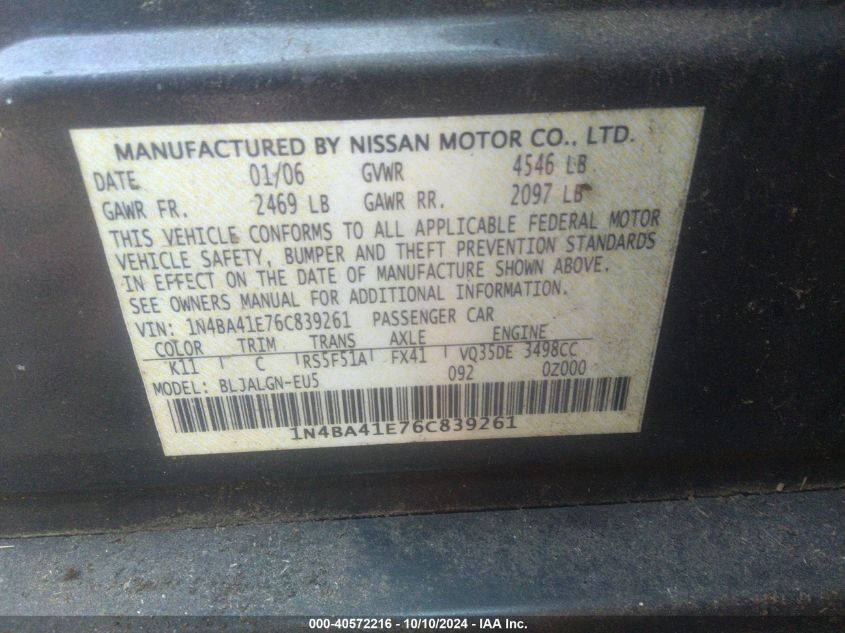 MANUFACTURED BY NISSAN MOTOR CO., LTD.
DATE 01/06 GVWR 4546 LB
GAWR FR. 2469 LB GAWR RR. 2097 LB
THIS VEHICLE CONFORMS TO ALL APPLICABLE FEDERAL MOTOR
VEHICLE SAFETY, BUMPER AND THEFT PREVENTION STANDARDS
IN EFFECT ON THE DATE OF MANUFACTURE SHOWN ABOVE.
SEE OWNERS MANUAL FOR ADDITIONAL INFORMATION.
VIN: 1N4BA41E76C839261 PASSENGER CAR
COLOR TRIM TRANS AXLE ENGINE
K11 C RS5F51A FX41 VQ35DE 3498CC
MODEL: BLJALGN-EU5 092 0Z000
1N4BA41E76C839261
000-40572216 - 10/10/2024 - IAA Inc.